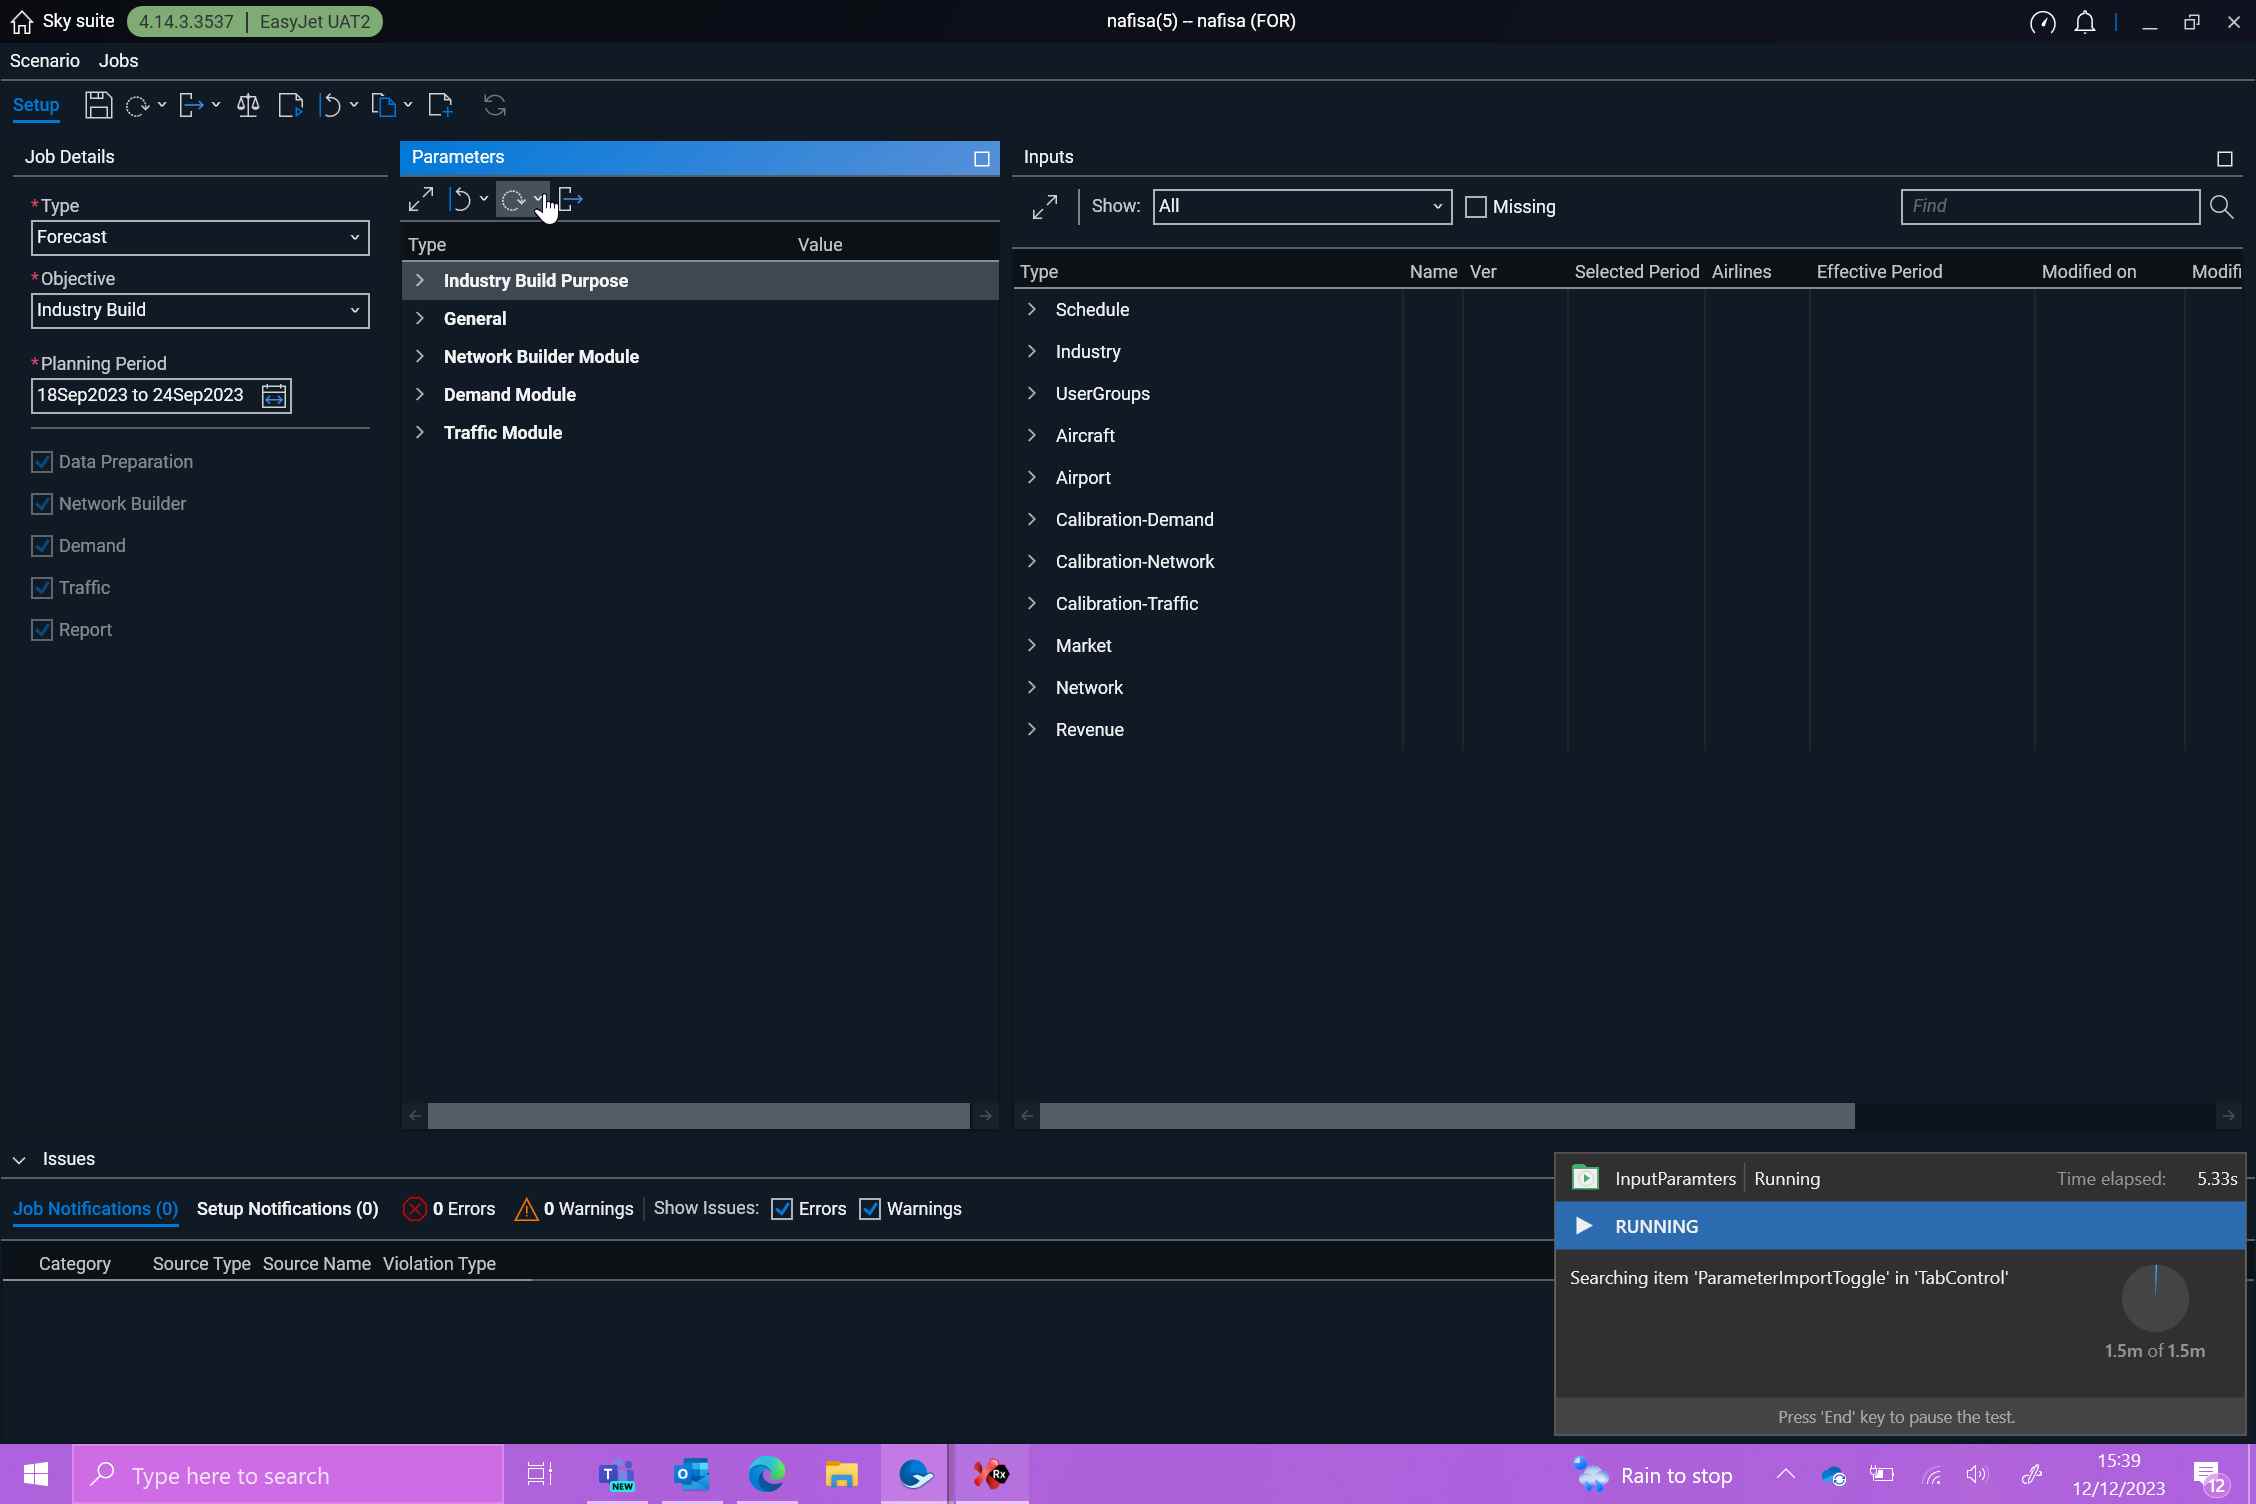 Sky suite 4.14.3.3537 | EasyJet UAT2 nafisa(5) – nafisa (FOR)
Scenario Jobs
Setup
Job Details
*Type
Forecast
*Objective
Industry Build
*Planning Period
18Sep2023 to 24Sep2023
Data Preparation
Network Builder
Demand
Traffic
Report
Parameters
Type Value
Industry Build Purpose
General
Network Builder Module
Demand Module
Traffic Module
Inputs
Show: All Missing Find
Type Name Ver Selected Period Airlines Effective Period Modified on Modifi
Schedule
Industry
UserGroups
Aircraft
Airport
Calibration-Demand
Calibration-Network
Calibration-Traffic
Market
Network
Revenue
Issues
Job Notifications (0) Setup Notifications (0) 0 Errors 0 Warnings Show Issues: Errors Warnings
Category Source Type Source Name Violation Type
InputParamters Running Time elapsed: 5.33s
RUNNING
Searching item 'ParameterImportToggle' in 'TabControl'
1.5m of 1.5m
Press 'End' key to pause the test.
Type here to search
T
NEW
O
Rx
Rain to stop
15:39
12/12/2023
12